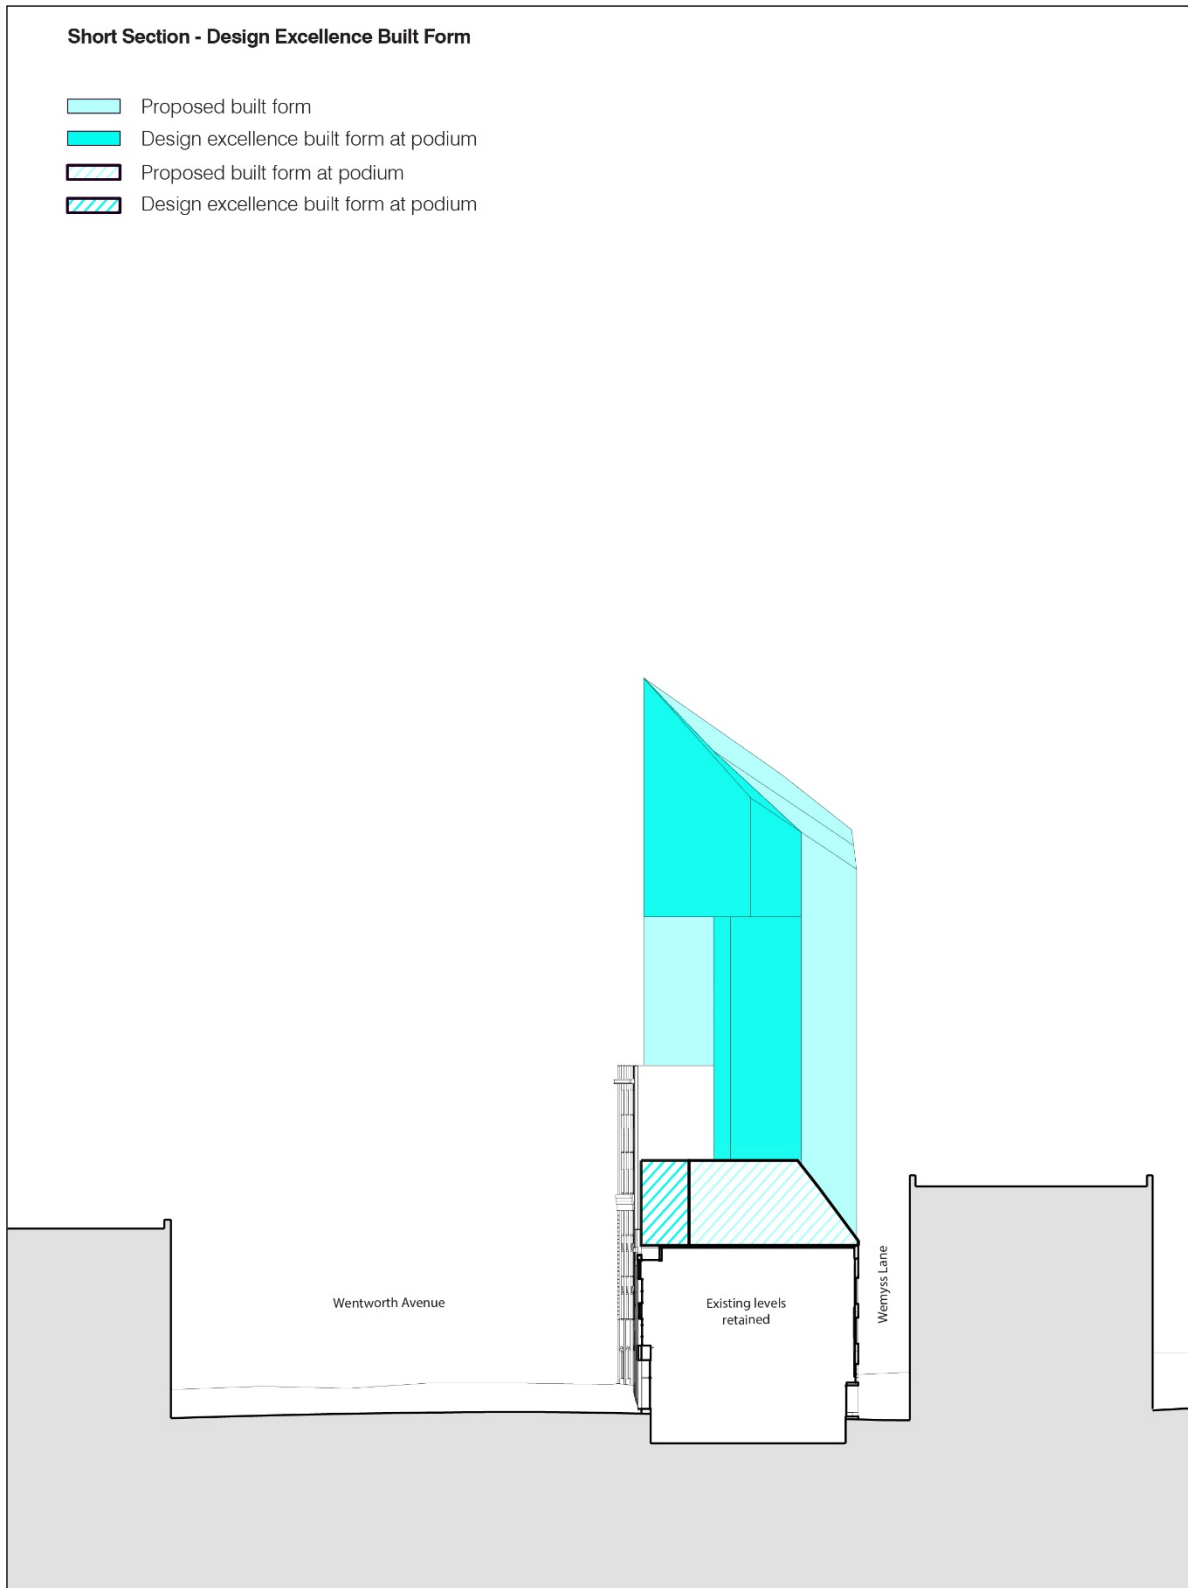 Short Section - Design Excellence Built Form
Proposed built form
Design excellence built form at podium
Proposed built form at podium
Design excellence built form at podium
Wentworth Avenue
Existing levels
retained
Wemyss Lane